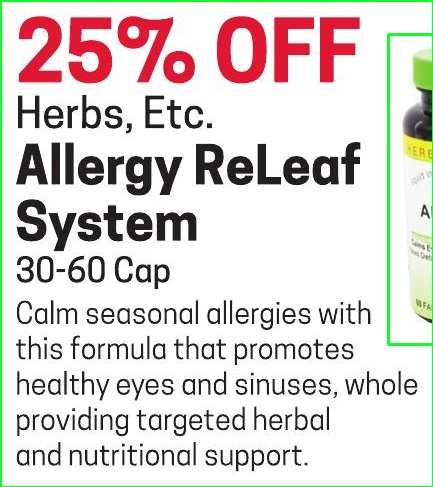 25% OFF
Herbs, Etc.
Allergy ReLeaf
System
30-60 Cap
Calm seasonal allergies with
this formula that promotes
healthy eyes and sinuses, whole
providing targeted herbal
and nutritional support.
HERB